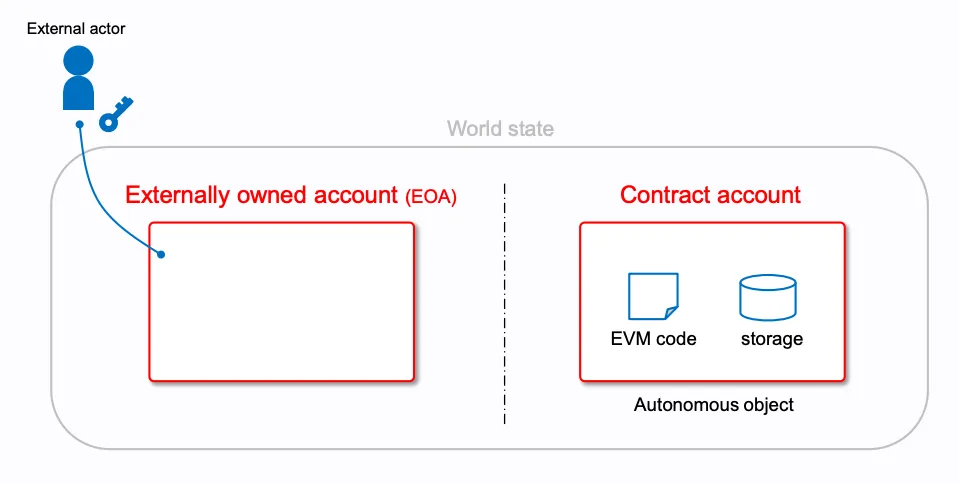 External actor
World state
Externally owned account (EOA)
Contract account
EVM code
storage
Autonomous object